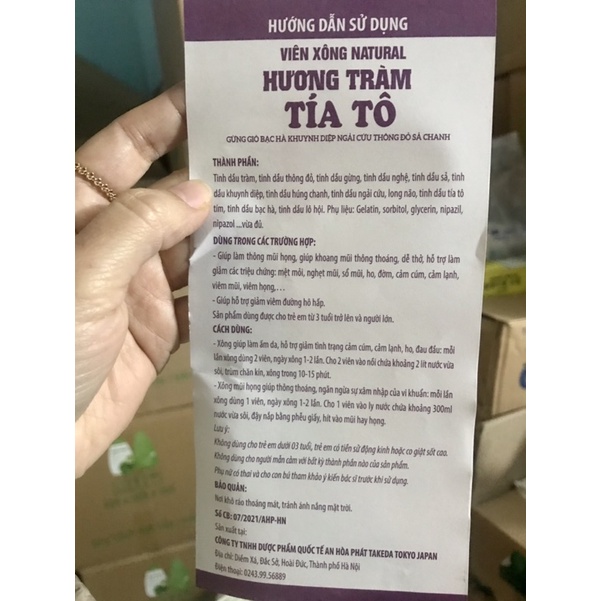 HƯỚNG DẪN SỬ DỤNG
VIÊN XÔNG NATURAL
HƯƠNG TRÀM
TÍA TÔ
GỪNG GIÓ BẠC HÀ KHUYNH DIỆP NGẢI CỨU THÔNG ĐỎ SẢ CHANH
THÀNH PHẦN:
Tinh dầu tràm, tinh dầu thông đỏ, tinh dầu gừng, tinh dầu nghệ, tinh dầu sả, tinh
dầu khuynh diệp, tinh dầu húng chanh, tinh dầu ngải cứu, long não, tinh dầu tía tô
tím, tinh dầu bạc hà, tinh dầu lô hội. Phụ liệu: Gelatin, sorbitol, glycerin, nipazil,
nipazol ...vừa đủ.
DÙNG TRONG CÁC TRƯỜNG HỢP:
- Giúp làm thông mũi họng, giúp khoang mũi thông thoáng, dễ thở, hỗ trợ làm
giảm các triệu chứng: mệt mỏi, nghẹt mũi, sổ mũi, ho, đờm, cảm cúm, cảm lạnh,
viêm mũi, viêm họng,...
- Giúp hỗ trợ giảm viêm đường hô hấp.
Sản phẩm dùng được cho trẻ em từ 3 tuổi trở lên và người lớn.
CÁCH DÙNG:
- Xông giúp làm ấm da, hỗ trợ giảm tình trạng cảm cúm, cảm lạnh, ho, đau đầu: mỗi
lần xông dùng 2 viên, ngày xông 1-2 lần. Cho 2 viên vào nồi chứa khoảng 2 lít nước vừa
sôi, trùm chăn kín, xông trong 10-15 phút.
- Xông mũi họng giúp thông thoáng, ngăn ngừa sự xâm nhập của vi khuẩn: mỗi lần
xông dùng 1 viên, ngày xông 1-2 lần. Cho 1 viên vào ly nước chứa khoảng 300ml
nước vừa sôi, đậy nắp bằng phễu giấy, hít vào mũi hay họng.
Lưu ý:
Không dùng cho trẻ em dưới 03 tuổi, trẻ em có tiền sử động kinh hoặc co giật sốt cao.
Không dùng cho người mẫn cảm với bất kỳ thành phần nào của sản phẩm.
Phụ nữ có thai và cho con bú tham khảo ý kiến bác sĩ trước khi sử dụng.
BẢO QUẢN:
Nơi khô ráo thoáng mát, tránh ánh nắng mặt trời.
Số CB: 07/2021/AHP-HN
Sản xuất tại:
CÔNG TY TNHH DƯỢC PHẨM QUỐC TẾ AN HÒA PHÁT TAKEDA TOKYO JAPAN
Địa chỉ: Diềm Xá, Đắc Sở, Hoài Đức, Thành phố Hà Nội
Điện thoại: 0243.99.56889